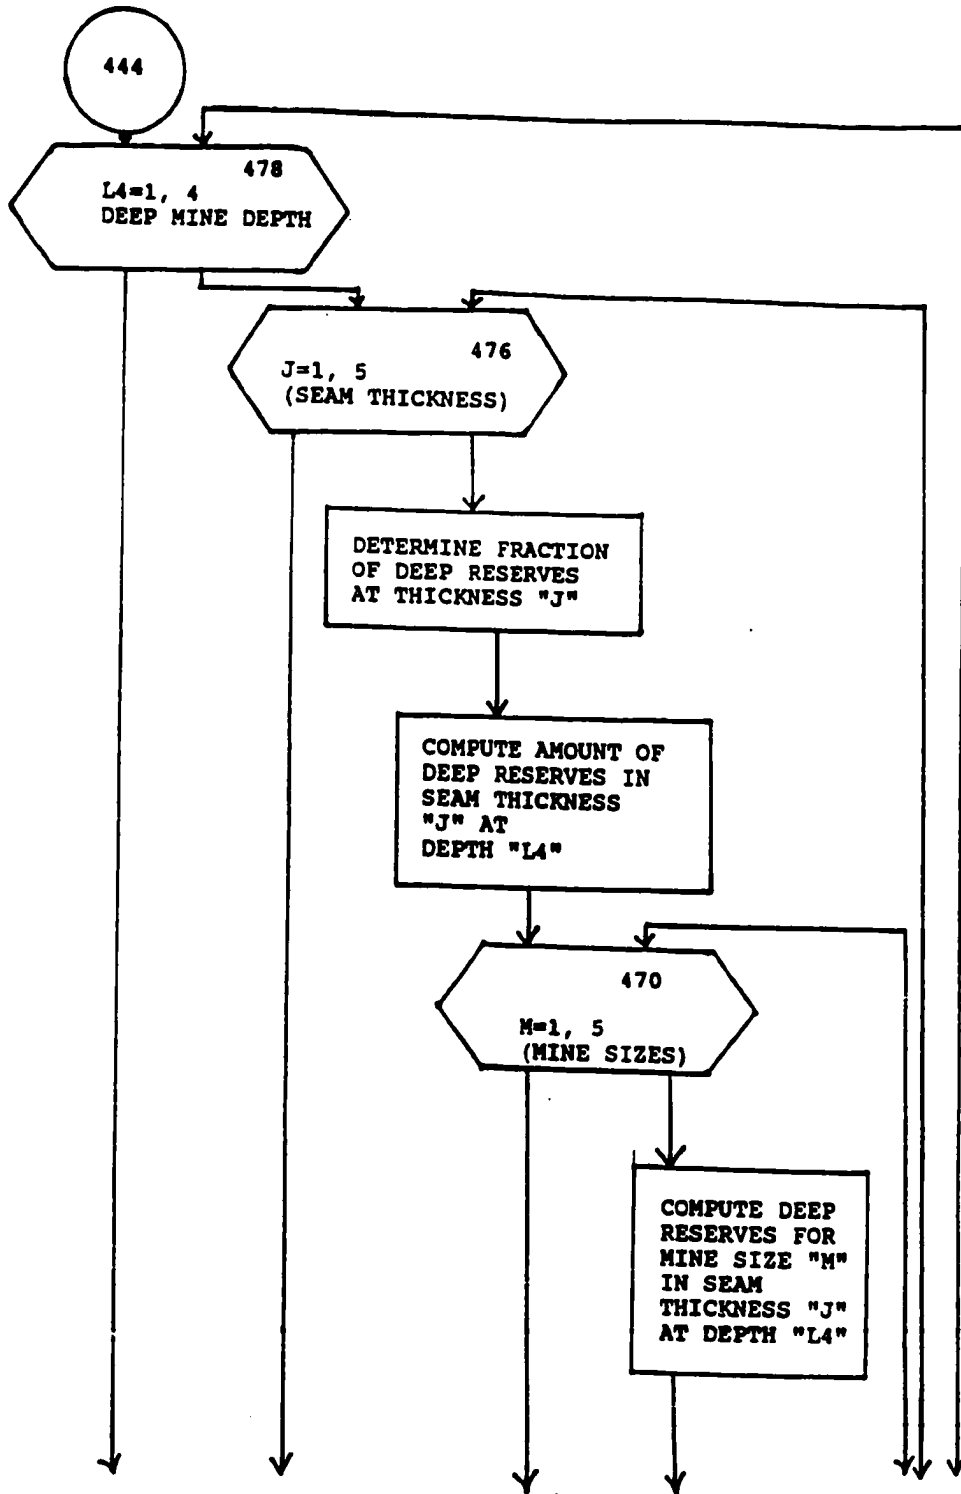 444
478
L4=1, 4
DEEP MINE DEPTH
476
J=1, 5
(SEAM THICKNESS)
DETERMINE FRACTION
OF DEEP RESERVES
AT THICKNESS "J"
COMPUTE AMOUNT OF
DEEP RESERVES IN
SEAM THICKNESS
"J" AT
DEPTH "L4"
470
M=1, 5
(MINE SIZES)
COMPUTE DEEP
RESERVES FOR
MINE SIZE "M"
IN SEAM
THICKNESS "J"
AT DEPTH "L4"